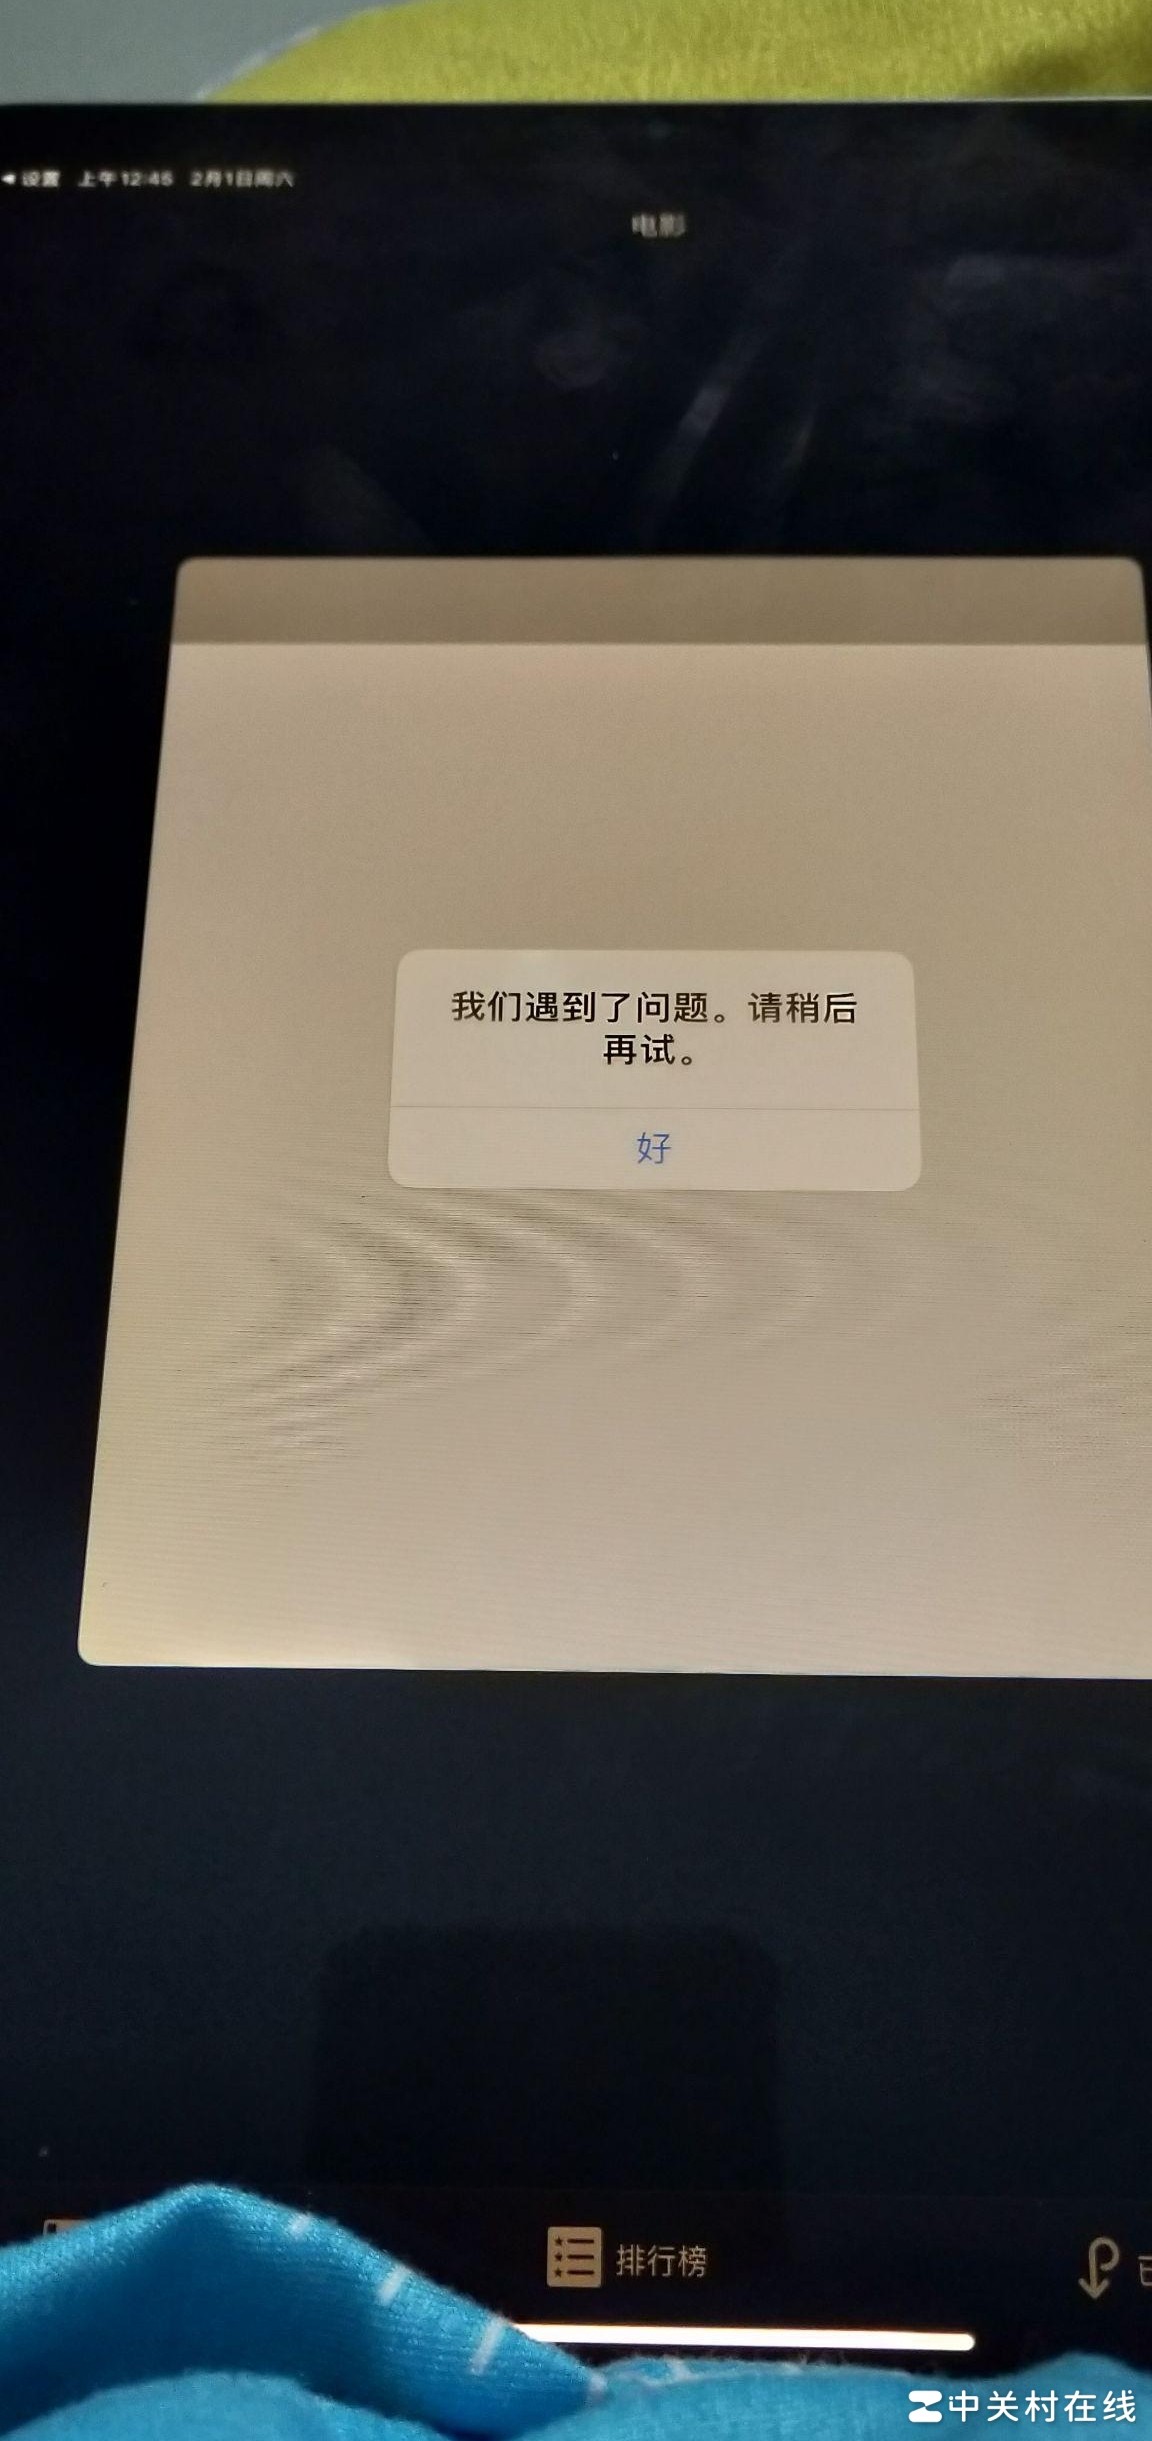 设置 上午12:45 2月1日周六
电影
我们遇到了问题。请稍后
再试。
好
排行榜
中关村在线